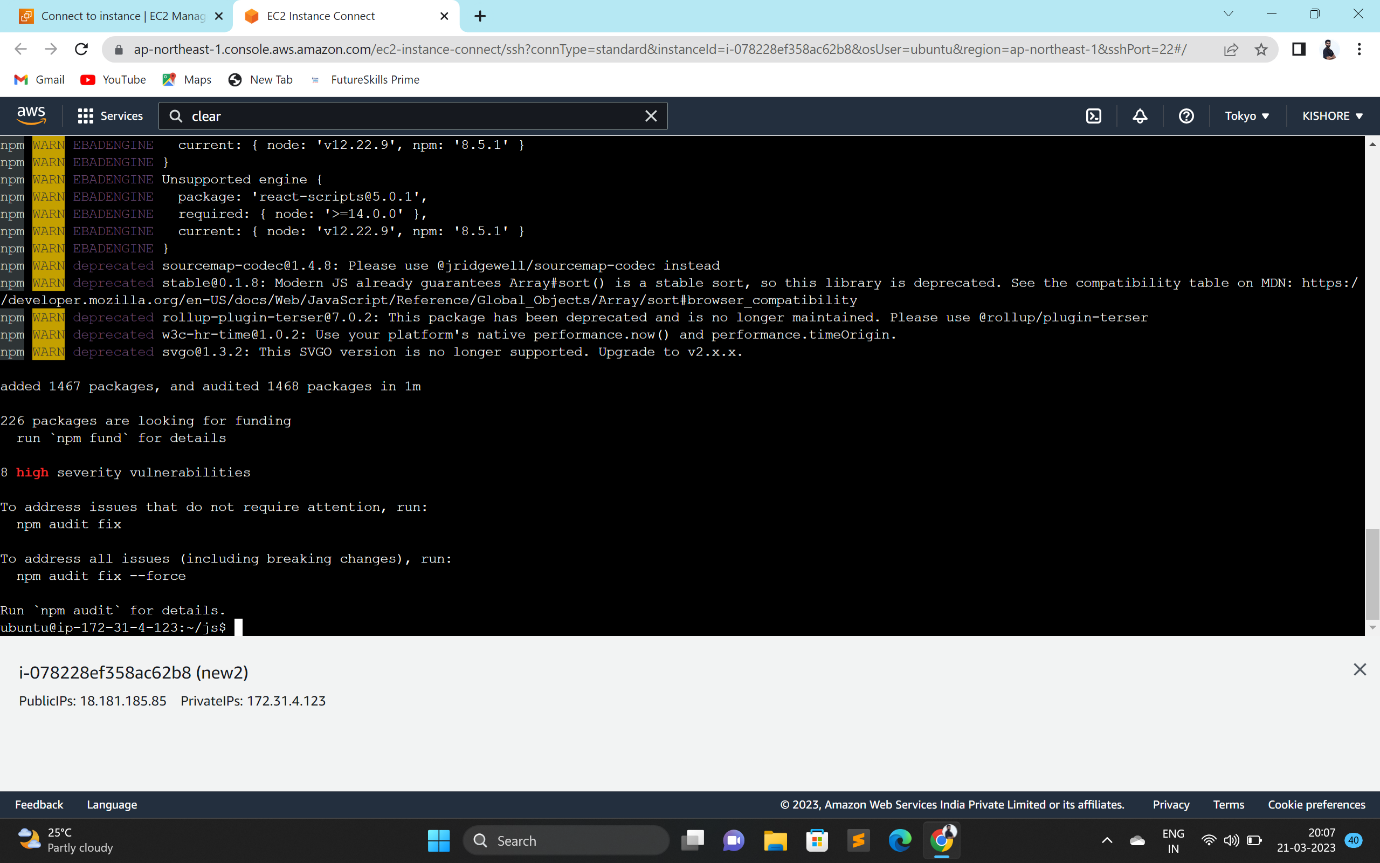 Connect to instance | EC2 Manag
EC2 Instance Connect
ap-northeast-1.console.aws.amazon.com/ec2-instance-connect/ssh?connType=standard&instanceId=i-078228ef358ac62b8&osUser=ubuntu&region=ap-northeast-1&sshPort=22#/
Gmail YouTube Maps New Tab FutureSkills Prime
aws Services clear Tokyo ▼ KISHORE ▼
npm WARN EBADENGINE   current: { node: 'v12.22.9', npm: '8.5.1' }
npm WARN EBADENGINE }
npm WARN EBADENGINE Unsupported engine {
npm WARN EBADENGINE   package: 'react-scripts@5.0.1',
npm WARN EBADENGINE   required: { node: '>=14.0.0' },
npm WARN EBADENGINE   current: { node: 'v12.22.9', npm: '8.5.1' }
npm WARN EBADENGINE }
npm WARN deprecated sourcemap-codec@1.4.8: Please use @jridgewell/sourcemap-codec instead
npm WARN deprecated stable@0.1.8: Modern JS already guarantees Array#sort() is a stable sort, so this library is deprecated. See the compatibility table on MDN: https:/
/developer.mozilla.org/en-US/docs/Web/JavaScript/Reference/Global_Objects/Array/sort#browser_compatibility
npm WARN deprecated rollup-plugin-terser@7.0.2: This package has been deprecated and is no longer maintained. Please use @rollup/plugin-terser
npm WARN deprecated w3c-hr-time@1.0.2: Use your platform's native performance.now() and performance.timeOrigin.
npm WARN deprecated svgo@1.3.2: This SVGO version is no longer supported. Upgrade to v2.x.x.
added 1467 packages, and audited 1468 packages in 1m
226 packages are looking for funding
  run `npm fund` for details
8 high severity vulnerabilities
To address issues that do not require attention, run:
  npm audit fix
To address all issues (including breaking changes), run:
  npm audit fix --force
Run `npm audit` for details.
ubuntu@ip-172-31-4-123:~/js$
i-078228ef358ac62b8 (new2)
PublicIPs: 18.181.185.85 PrivateIPs: 172.31.4.123
Feedback Language © 2023, Amazon Web Services India Private Limited or its affiliates. Privacy Terms Cookie preferences
25°C
Partly cloudy
Search
ENG
IN
20:07
21-03-2023
40